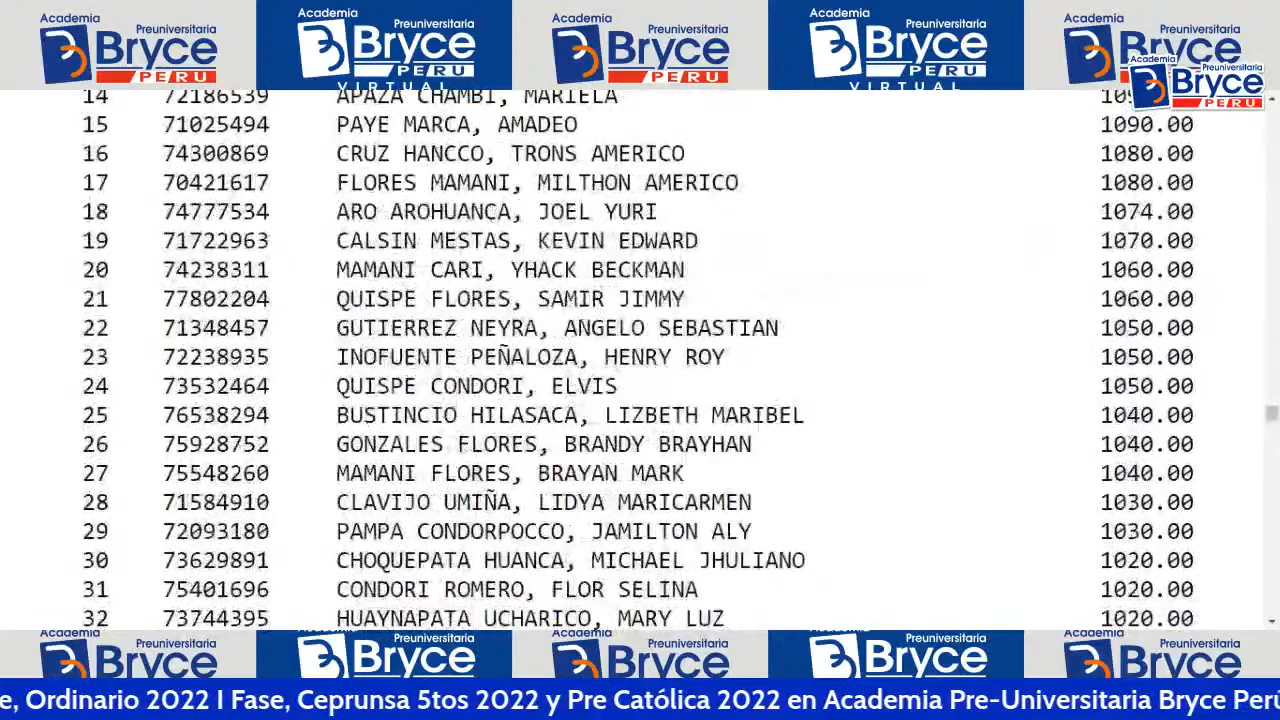 Academia Preuniversitaria Bryce PERU
Academia Preuniversitaria Bryce PERU VIRTUAL
Academia Preuniversitaria Bryce PERU
Academia Preuniversitaria Bryce PERU VIRTUAL
Academia Preuniversitaria Bryce
Academia Preuniversitaria Bryce PERU
14 72186539 APAZA CHAMBI, MARIELA
15 71025494 PAYE MARCA, AMADEO 1090.00
16 74300869 CRUZ HANCCO, TRONS AMERICO 1080.00
17 70421617 FLORES MAMANI, MILTHON AMERICO 1080.00
18 74777534 ARO AROHUANCA, JOEL YURI 1074.00
19 71722963 CALSIN MESTAS, KEVIN EDWARD 1070.00
20 74238311 MAMANI CARI, YHACK BECKMAN 1060.00
21 77802204 QUISPE FLORES, SAMIR JIMMY 1060.00
22 71348457 GUTIERREZ NEYRA, ANGELO SEBASTIAN 1050.00
23 72238935 INOFUENTE PEÑALOZA, HENRY ROY 1050.00
24 73532464 QUISPE CONDORI, ELVIS 1050.00
25 76538294 BUSTINCIO HILASACA, LIZBETH MARIBEL 1040.00
26 75928752 GONZALES FLORES, BRANDY BRAYHAN 1040.00
27 75548260 MAMANI FLORES, BRAYAN MARK 1040.00
28 71584910 CLAVIJO UMIÑA, LIDYA MARICARMEN 1030.00
29 72093180 PAMPA CONDORPOCCO, JAMILTON ALY 1030.00
30 73629891 CHOQUEPATA HUANCA, MICHAEL JHULIANO 1020.00
31 75401696 CONDORI ROMERO, FLOR SELINA 1020.00
32 73744395 HUAYNAPATA UCHARICO, MARY LUZ 1020.00
Academia Preuniversitaria Bryce
Preuniversitaria Bryce
Academia Preuniversitaria Bryce
Academia Preuniversitaria Bryce
Academia Preuniversitaria Bryce
e, Ordinario 2022 I Fase, Ceprunsa 5tos 2022 y Pre Católica 2022 en Academia Pre-Universitaria Bryce Perú